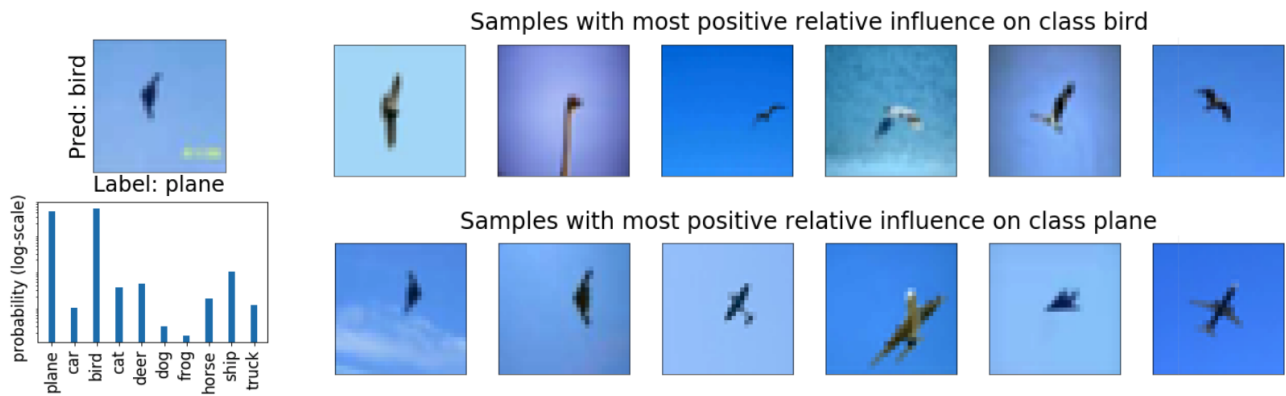 Samples with most positive relative influence on class bird
Pred: bird
Label: plane
Samples with most positive relative influence on class plane
probability (log-scale)
plane
car
bird
cat
deer
dog
frog
horse
ship
truck